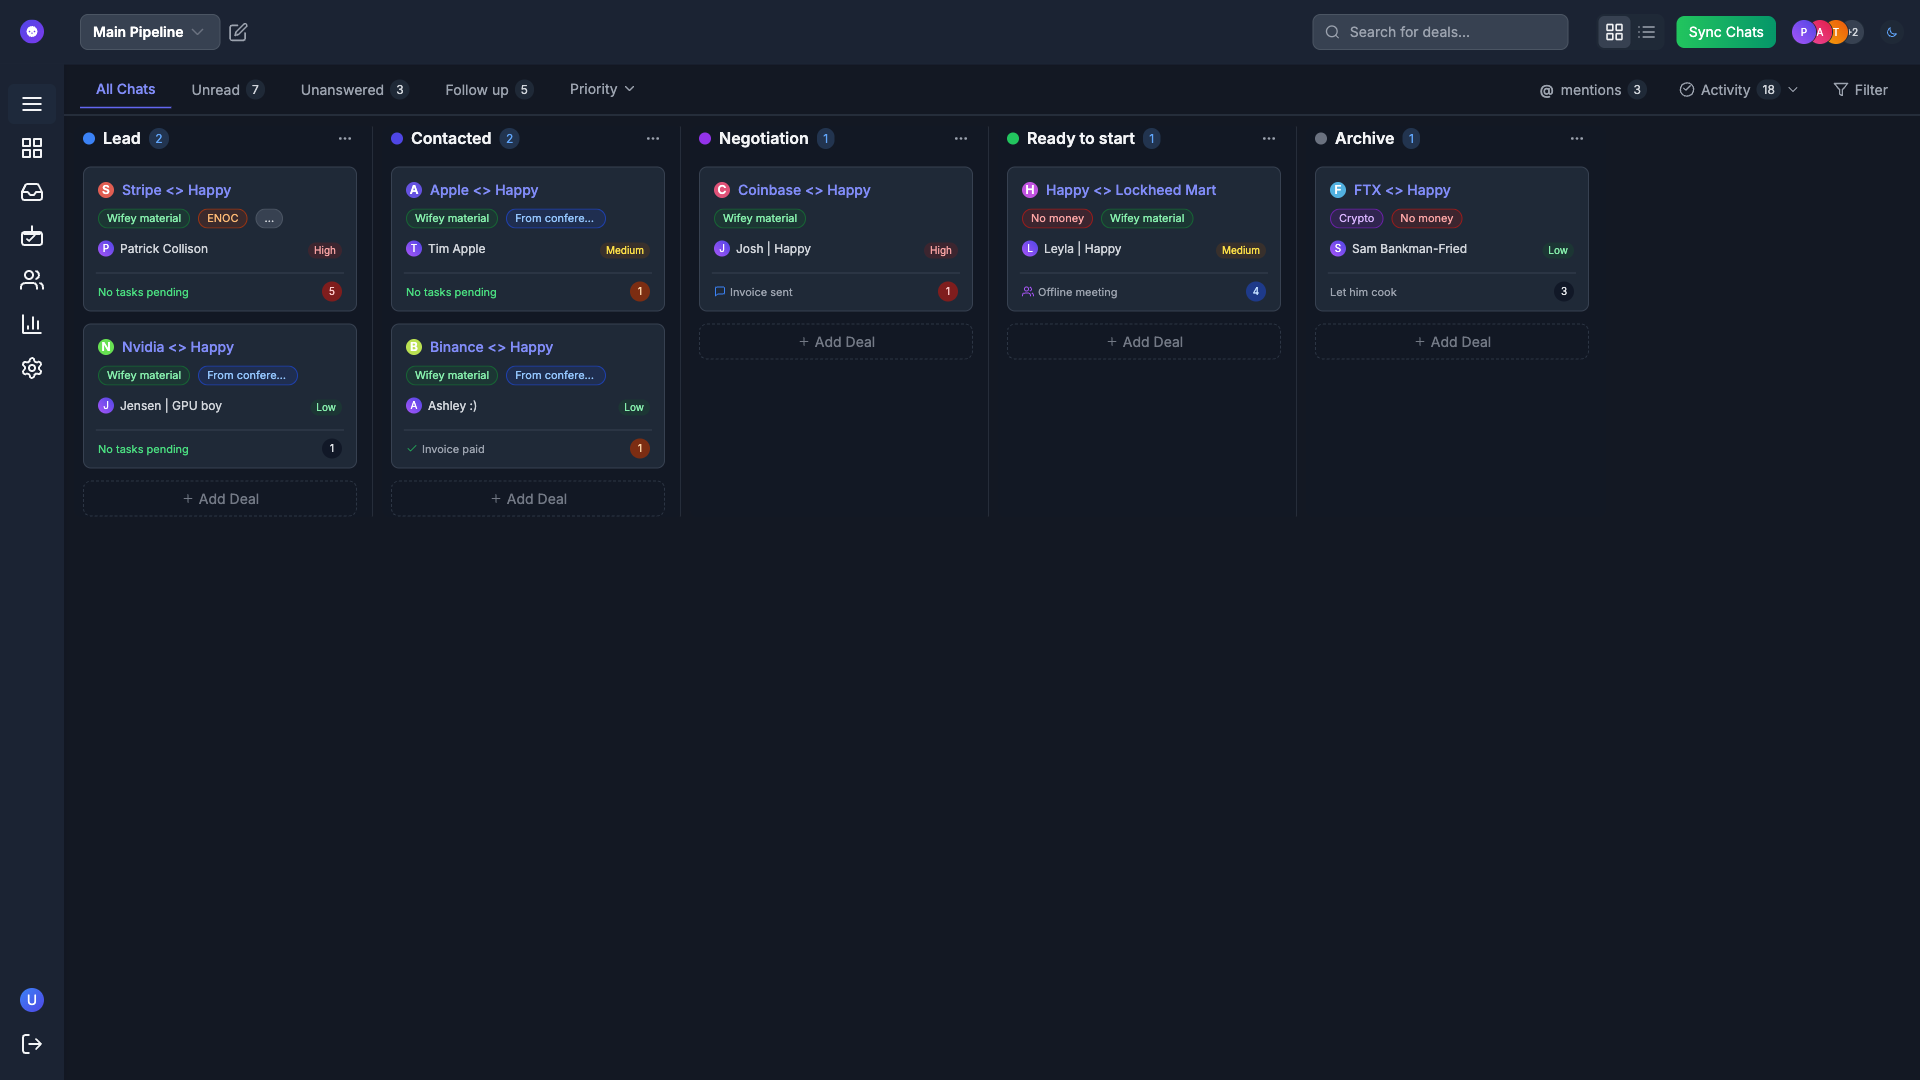 Main Pipeline
Search for deals...
Sync Chats
P A T +2
All Chats
Unread 7
Unanswered 3
Follow up 5
Priority
@ mentions 3
Activity 18
Filter
Lead 2
S Stripe <> Happy
Wifey material ENOC ...
P Patrick Collison High
No tasks pending 5
N Nvidia <> Happy
Wifey material From confere...
J Jensen | GPU boy Low
No tasks pending 1
+ Add Deal
Contacted 2
A Apple <> Happy
Wifey material From confere...
T Tim Apple Medium
No tasks pending 1
B Binance <> Happy
Wifey material From confere...
A Ashley :) Low
Invoice paid 1
+ Add Deal
Negotiation 1
C Coinbase <> Happy
Wifey material
J Josh | Happy High
Invoice sent 1
+ Add Deal
Ready to start 1
H Happy <> Lockheed Mart
No money Wifey material
L Leyla | Happy Medium
Offline meeting 4
+ Add Deal
Archive 1
F FTX <> Happy
Crypto No money
S Sam Bankman-Fried Low
Let him cook 3
+ Add Deal
U